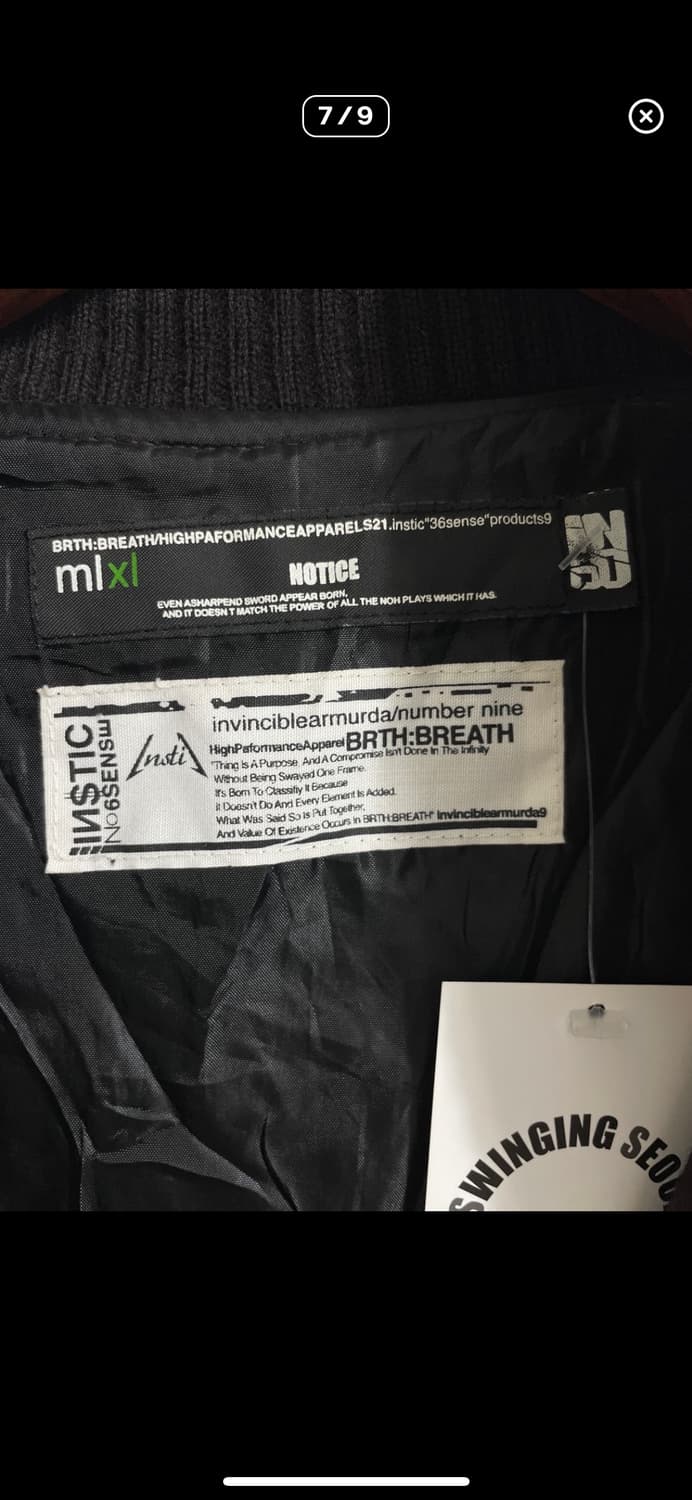 7/9
BRTH:BREATH/HIGHPAFORMANCEAPPARELS21.instic"36sense"products9
mlxl
NOTICE
EVEN ASHARPEND SWORD APPEAR BORN,
AND IT DOESN T MATCH THE POWER OF ALL THE NOH PLAYS WHICH IT HAS.
IN$TIC
No6SENSE
Insti
invinciblearmurda/number nine
HighPaformanceApparel BRTH:BREATH
"Thing Is A Purpose, And A Compromise Isn't Done In The Infinity
Without Being Swayed One Frame.
It's Born To Classifiy It Because
it Doesn't Do And Every Element Is Added.
What Was Said So Is Put Together,
And Value Of Existence Occurs in BRTH:BREATH" invinciblearmurda9
SWINGING SEOU